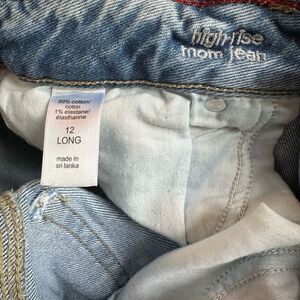 high-rise
mom jean
99% cotton/
coton
1% elastane/
élasthanne
12
LONG
made in
sri lanka